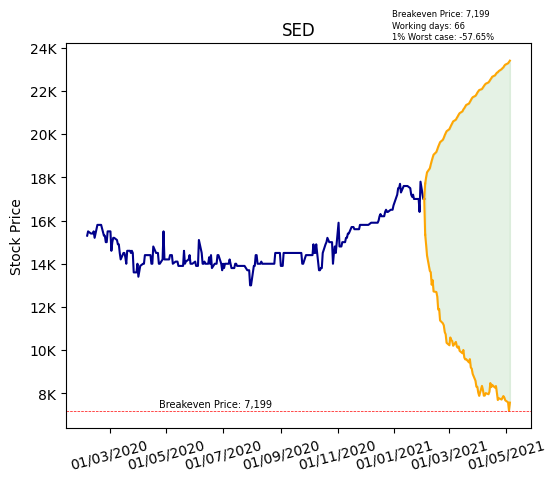 Breakeven Price: 7,199
Working days: 66
1% Worst case: -57.65%
SED
Stock Price
24K
22K
20K
18K
16K
14K
12K
10K
8K
Breakeven Price: 7,199
01/03/2020
01/05/2020
01/07/2020
01/09/2020
01/11/2020
01/01/2021
01/03/2021
01/05/2021